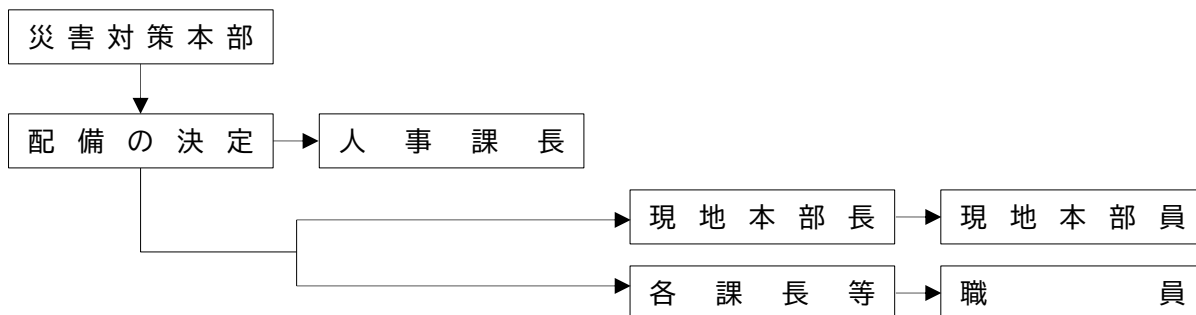 災害対策本部
配備の決定
人事課長
現地本部長
現地本部員
各課長等
職員